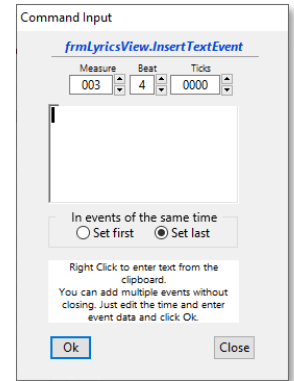 Command Input
frmLyricsView.InsertTextEvent
Measure Beat Ticks
003 4 0000
In events of the same time
Set first Set last
Right Click to enter text from the
clipboard.
You can add multiple events without
closing. Just edit the time and enter
event data and click Ok.
Ok Close